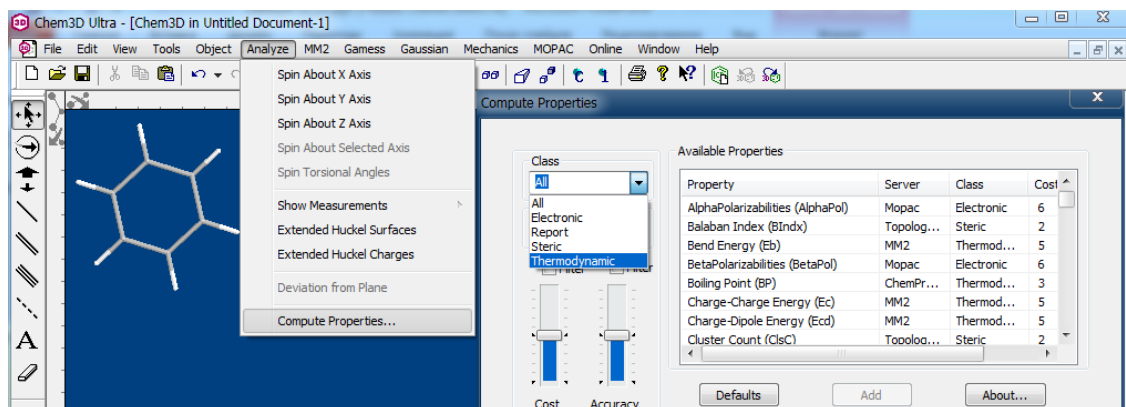 Chem3D Ultra - [Chem3D in Untitled Document-1]
File Edit View Tools Object Analyze MM2 Gamess Gaussian Mechanics MOPAC Online Window Help
Spin About X Axis
Spin About Y Axis
Spin About Z Axis
Spin About Selected Axis
Spin Torsional Angles
Show Measurements
Extended Huckel Surfaces
Extended Huckel Charges
Deviation from Plane
Compute Properties...
A
Compute Properties
Class
All
All
Electronic
Report
Steric
Thermodynamic
Filter Filter
Cost Accuracy
Available Properties
Property Server Class Cost
AlphaPolarizabilities (AlphaPol) Mopac Electronic 6
Balaban Index (BIndx) Topolog... Steric 2
Bend Energy (Eb) MM2 Thermod... 5
BetaPolarizabilities (BetaPol) Mopac Electronic 6
Boiling Point (BP) ChemPr... Thermod... 3
Charge-Charge Energy (Ec) MM2 Thermod... 5
Charge-Dipole Energy (Ecd) MM2 Thermod... 5
Cluster Count (ClsC) Topolog... Steric 2
Defaults Add About...